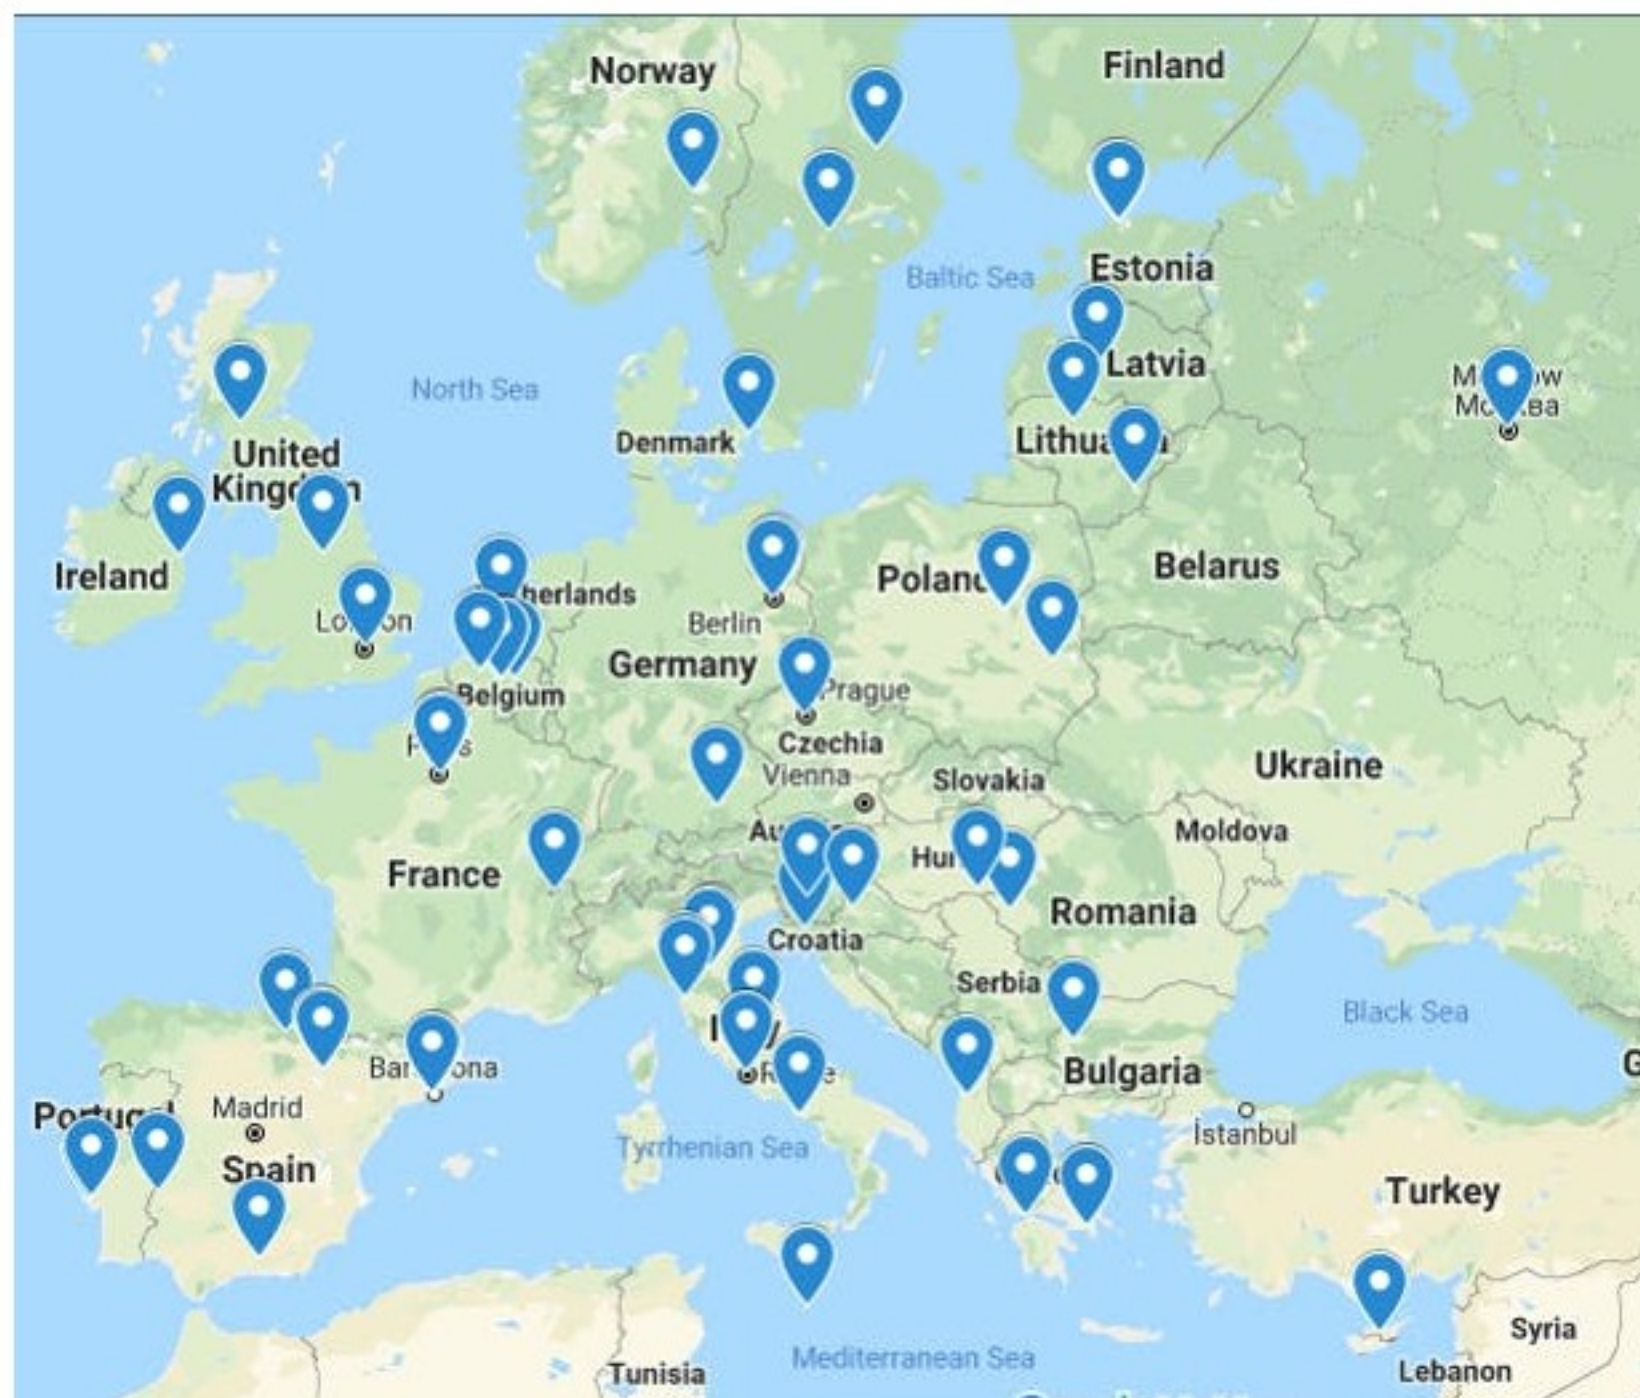 Norway
Finland
Estonia
Baltic Sea
Latvia
North Sea
Denmark
United
Ireland
Belarus
Berlin
Germany
Prague
Belgium
Czechia
Vienna
Slovakia
Ukraine
Moldova
France
Romania
Croatia
Serbia
Black Sea
Bulgaria
Madrid
İstanbul
Tyrrhenian Sea
Spain
Turkey
Syria
Mediterranean Sea
Tunisia
Lebanon